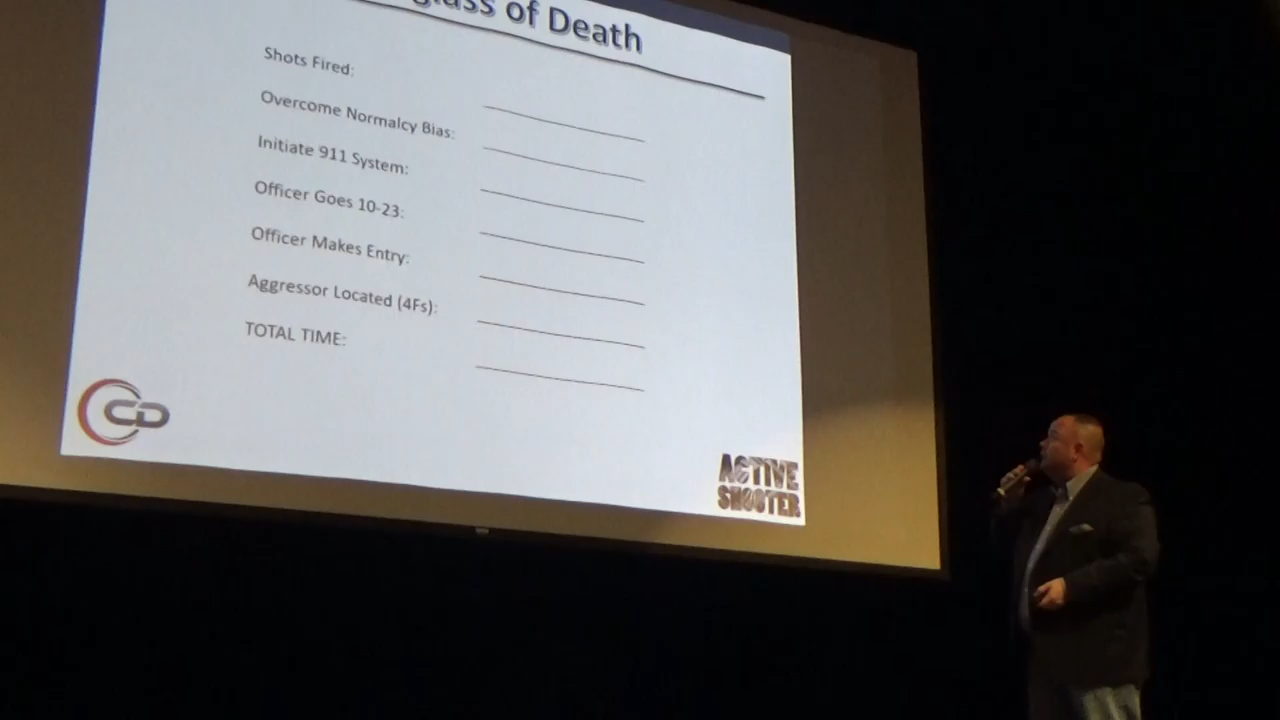 of Death
Shots Fired:
Overcome Normalcy Bias:
Initiate 911 System:
Officer Goes 10-23:
Officer Makes Entry:
Aggressor Located (4Fs):
TOTAL TIME:
CD
ACTIVE
SHOOTER